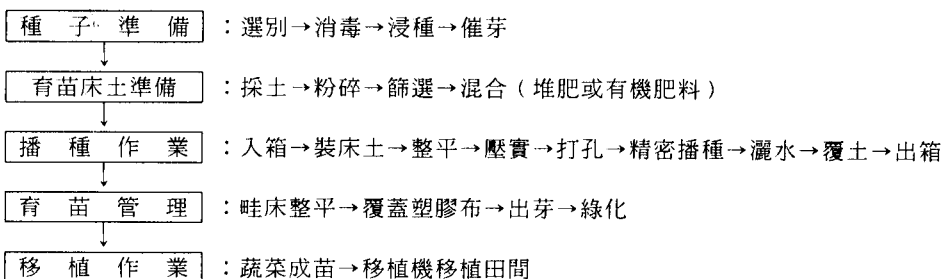 種子準備：選別→消毒→浸種→催芽
育苗床土準備：採土→粉碎→篩選→混合（堆肥或有機肥料）
播種作業：入箱→裝床土→整平→壓實→打孔→精密播種→灑水→覆土→出箱
育苗管理：畦床整平→覆蓋塑膠布→出芽→綠化
移植作業：蔬菜成苗→移植機移植田間